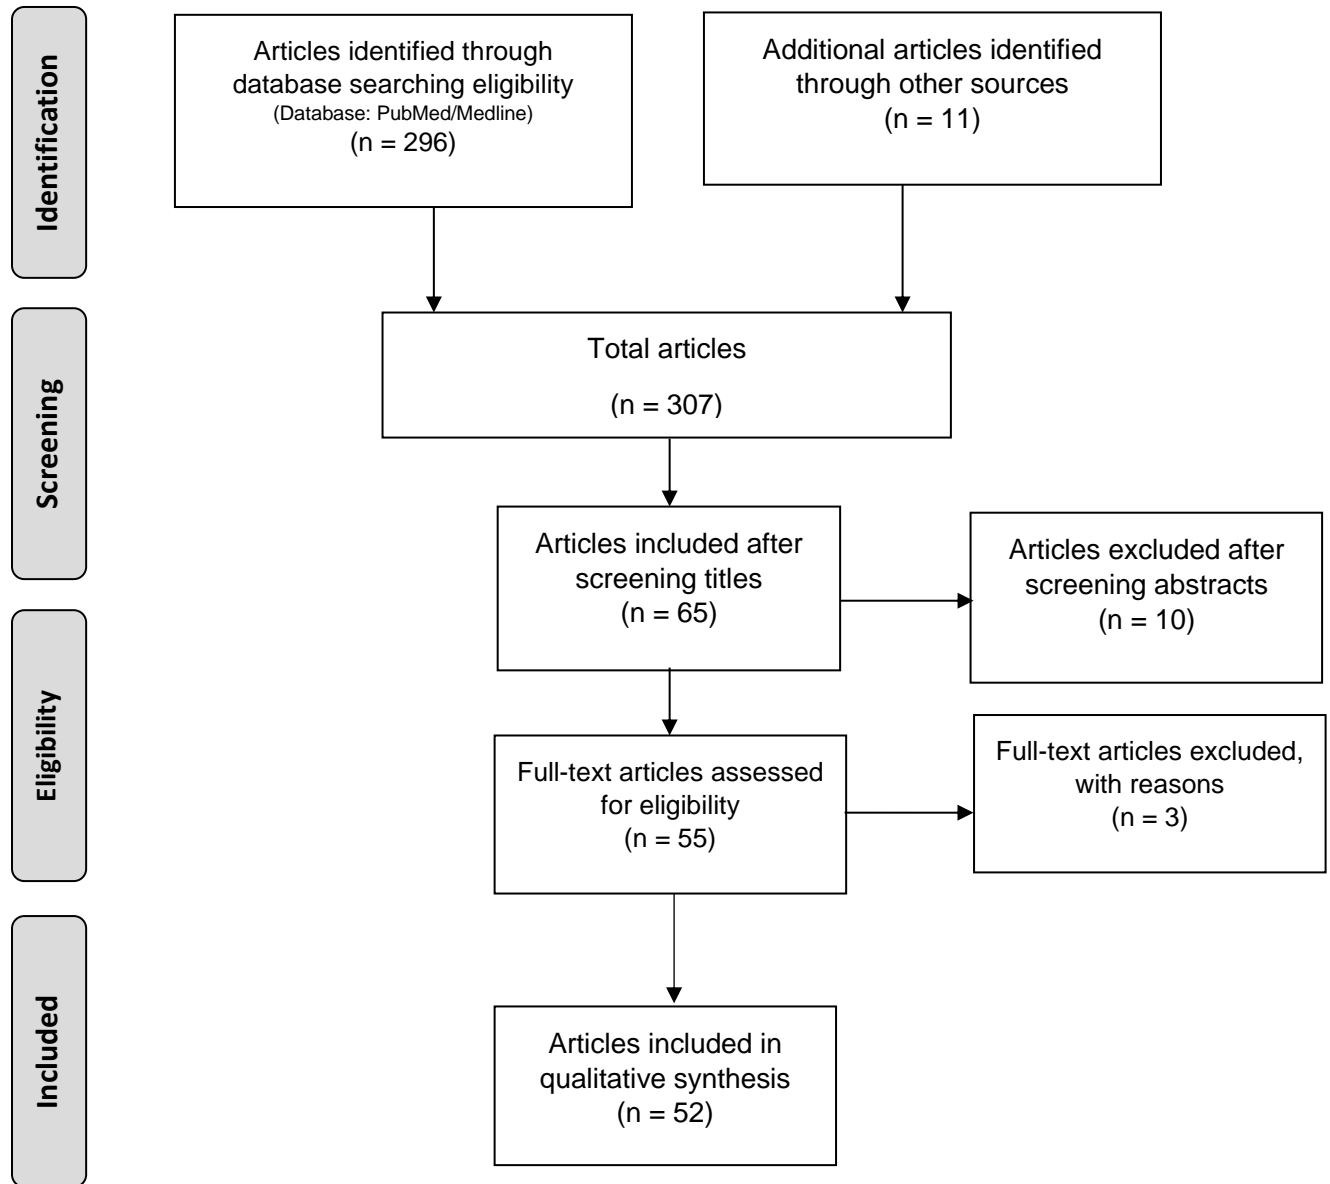 Identification
Articles identified through
database searching eligibility
(Database: PubMed/Medline)
(n = 296)
Additional articles identified
through other sources
(n = 11)
Screening
Total articles
(n = 307)
Articles included after
screening titles
(n = 65)
Articles excluded after
screening abstracts
(n = 10)
Eligibility
Full-text articles assessed
for eligibility
(n = 55)
Full-text articles excluded,
with reasons
(n = 3)
Included
Articles included in
qualitative synthesis
(n = 52)